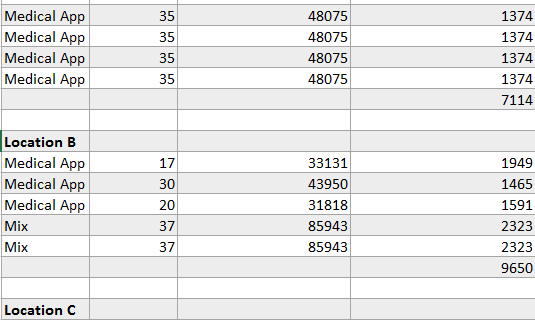 Medical App 35 48075 1374
Medical App 35 48075 1374
Medical App 35 48075 1374
Medical App 35 48075 1374
7114
Location B
Medical App 17 33131 1949
Medical App 30 43950 1465
Medical App 20 31818 1591
Mix 37 85943 2323
Mix 37 85943 2323
9650
Location C